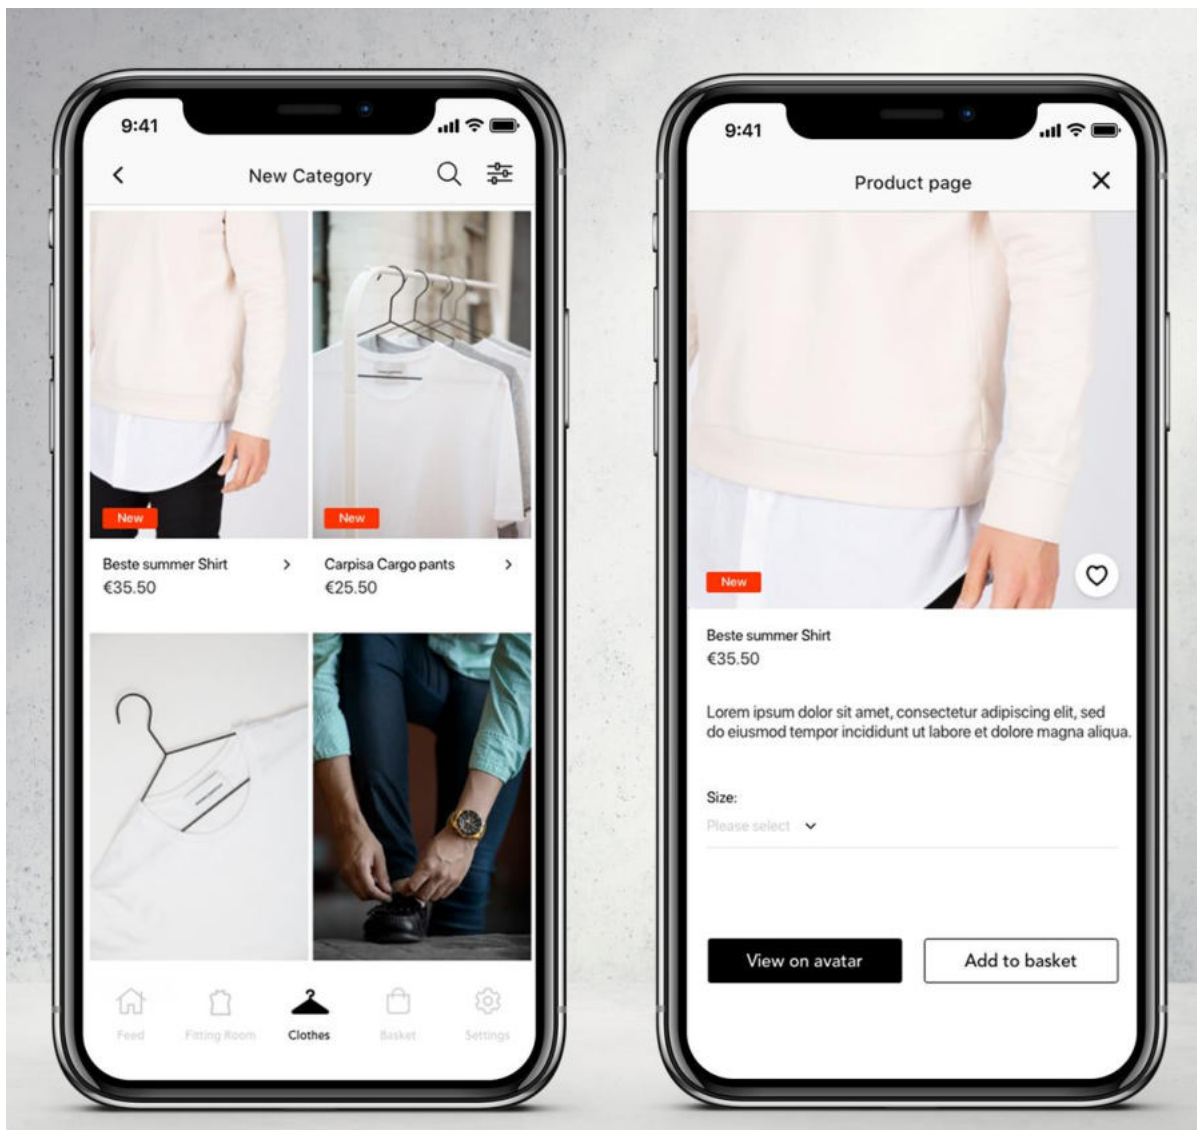 9:41
New Category
New
New
Beste summer Shirt
€35.50
Carpisa Cargo pants
€25.50
Feed
Fitting Room
Clothes
Basket
Settings
9:41
Product page
New
Beste summer Shirt
€35.50
Lorem ipsum dolor sit amet, consectetur adipiscing elit, sed
do eiusmod tempor incididunt ut labore et dolore magna aliqua.
Size:
Please select
View on avatar
Add to basket